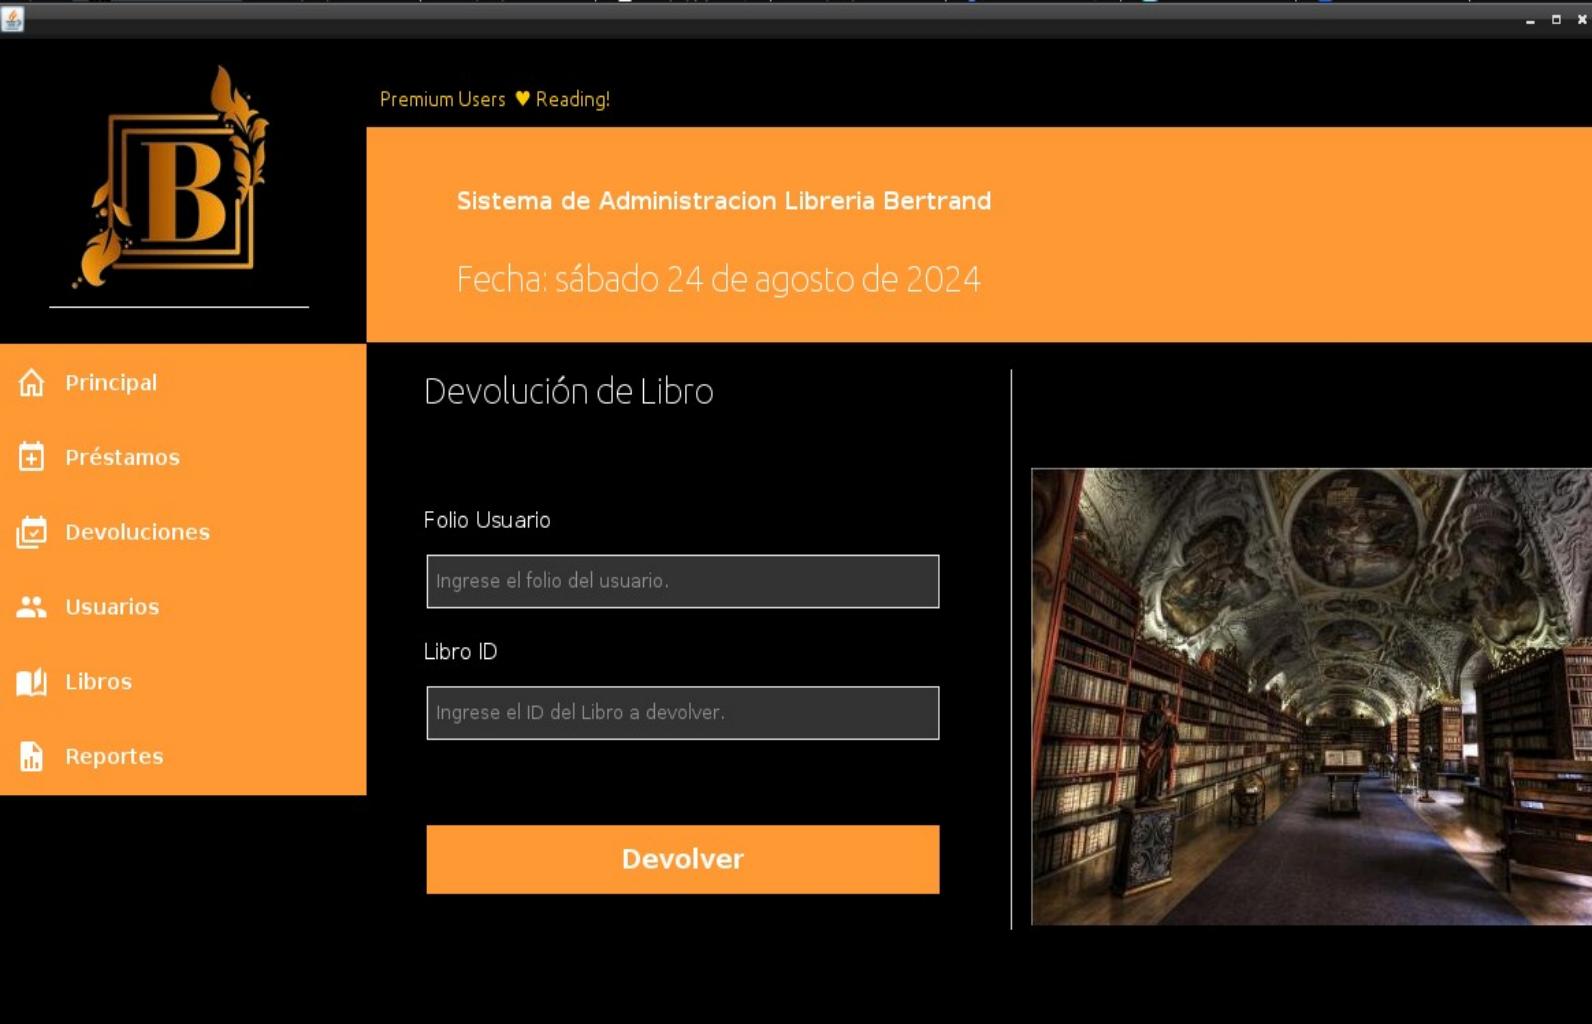 B
Premium Users ♥ Reading!
Sistema de Administracion Libreria Bertrand
Fecha: sábado 24 de agosto de 2024
Principal
Préstamos
Devoluciones
Usuarios
Libros
Reportes
Devolución de Libro
Folio Usuario
Ingrese el folio del usuario.
Libro ID
Ingrese el ID del Libro a devolver.
Devolver